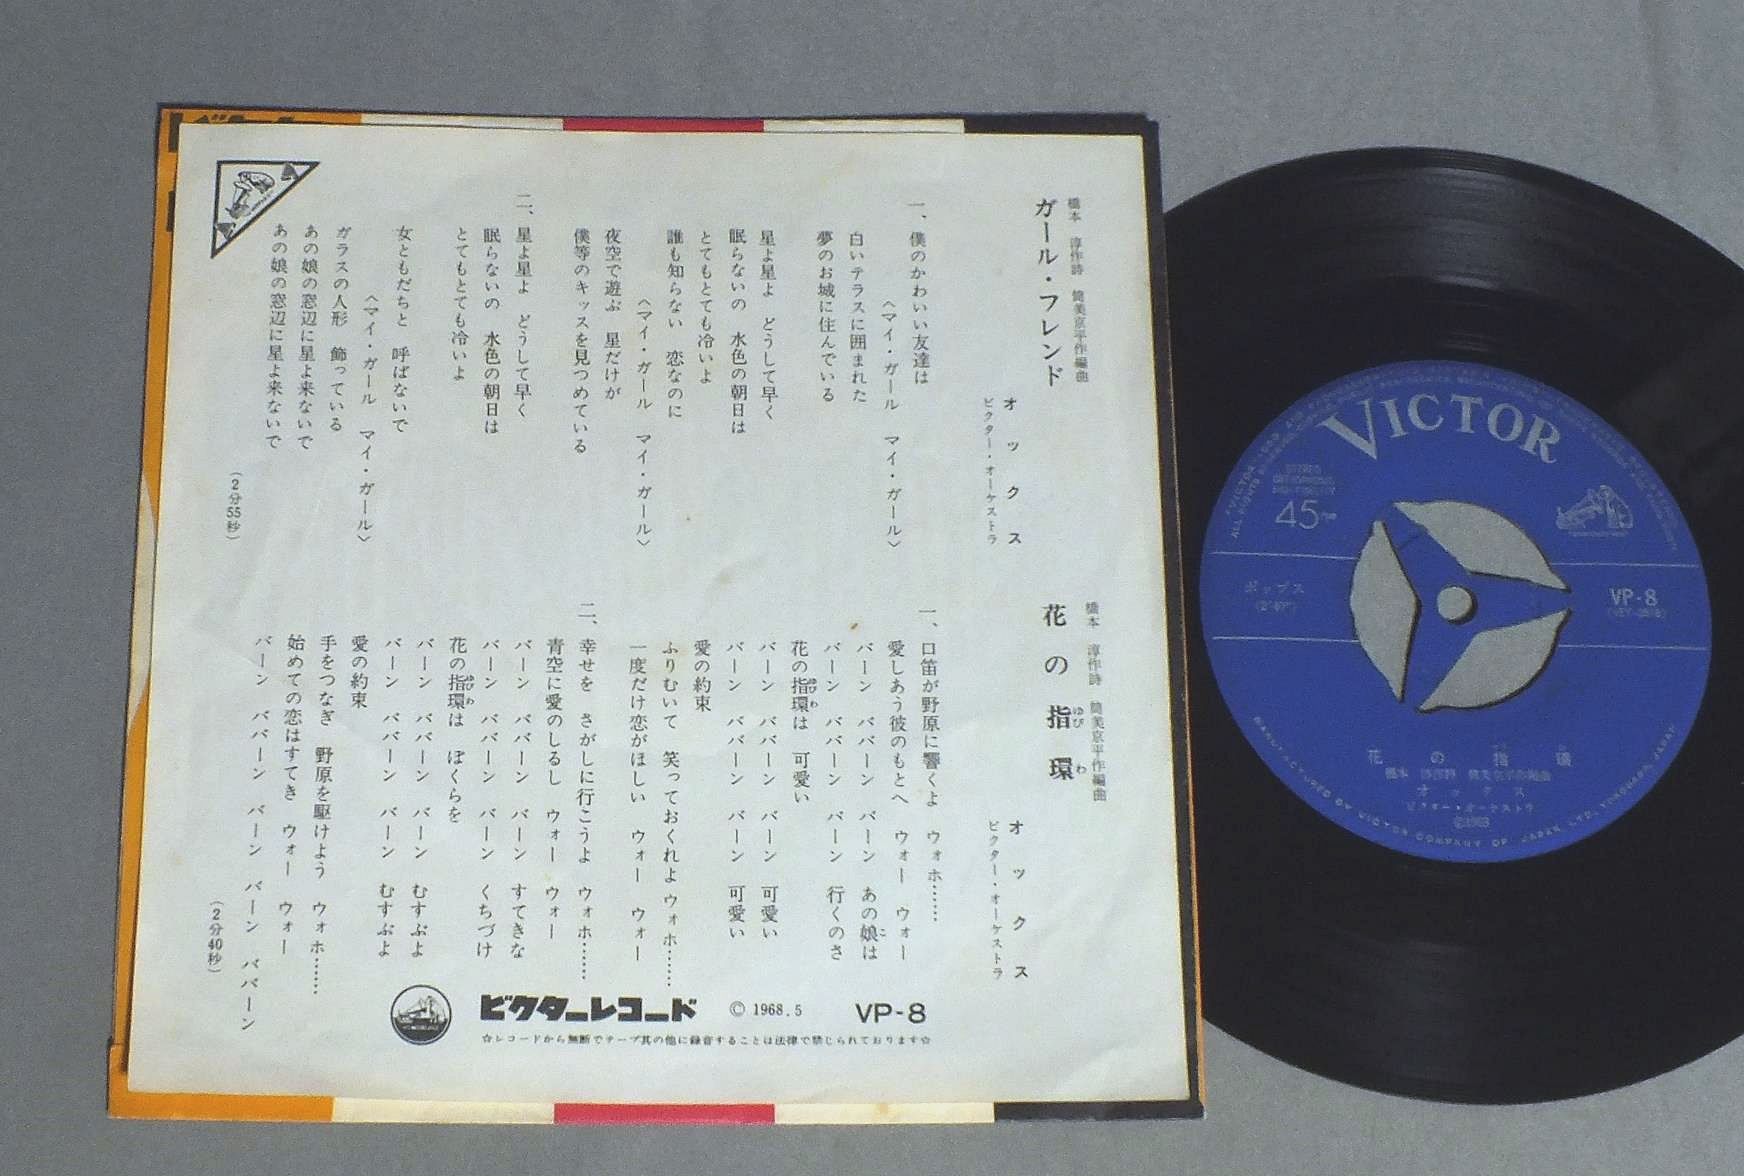 橋本 淳作詩 筒美京平作編曲
ガール・フレンド
オックス
ビクター・オーケストラ
一、僕のかわいい友達は
〈マイ・ガール マイ・ガール〉
白いテラスに囲まれた
夢のお城に住んでいる
星よ星よ どうして早く
眠らないの 水色の朝日は
とてもとても冷いよ
誰も知らない 恋なのに
〈マイ・ガール マイ・ガール〉
夜空で遊ぶ 星だけが
僕等のキッスを見つめている
二、星よ星よ どうして早く
眠らないの 水色の朝日は
とてもとても冷いよ
女ともだちと 呼ばないで
〈マイ・ガール マイ・ガール〉
ガラスの人形 飾っている
あの娘の窓辺に星よ来ないで
あの娘の窓辺に星よ来ないで
(2分55秒)
橋本 淳作詩 筒美京平作編曲
花の指環
ゆびわ
オックス
ビクター・オーケストラ
一、口笛が野原に響くよ ウォホ……
愛しあう彼のもとへ ウォー ウォー
バーン ババーン バーン あの娘は
バーン ババーン バーン 行くのさ
花の指環は 可愛い
バーン ババーン バーン 可愛い
バーン ババーン バーン 可愛い
愛の約束
ふりむいて 笑っておくれよ ウォホ……
一度だけ恋がほしい ウォー ウォー
二、幸せを さがしに行こうよ ウォホ……
青空に愛のしるし ウォー ウォー
バーン ババーン バーン すてきな
バーン ババーン バーン くちづけ
花の指環は ぼくらを
バーン ババーン バーン むすぶよ
バーン ババーン バーン むすぶよ
愛の約束
手をつなぎ 野原を駆けよう ウォホ……
始めての恋はすてき ウォー ウォー
バーン ババーン バーン バーン ババーン
(2分40秒)
ビクターレコード © 1968.5 VP-8
☆レコードから無断でテープ其の他に録音することは法律で禁じられております☆
VICTOR
STEREO
45
ポップス
VP-8
花の指環
オックス
ビクター・オーケストラ
MANUFACTURED BY VICTOR COMPANY OF JAPAN, LTD., YOKOHAMA, JAPAN